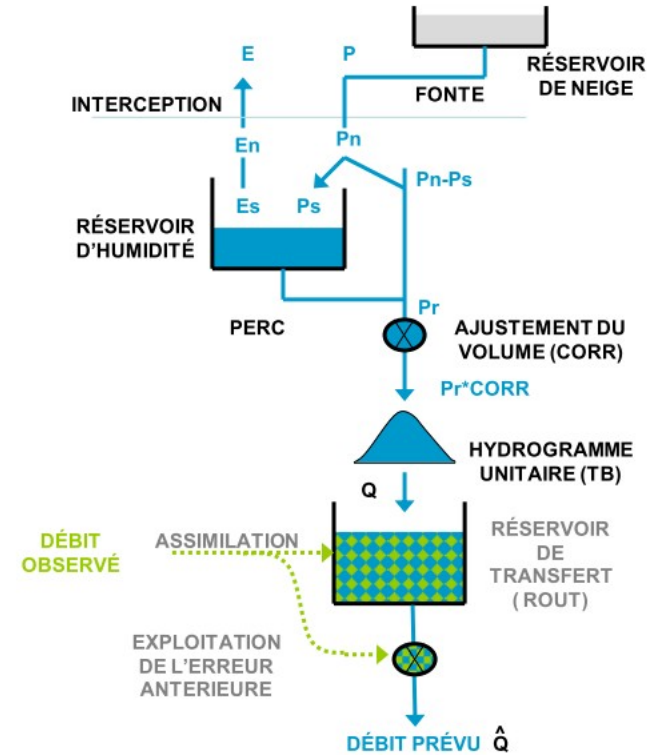 E
P
RÉSERVOIR
DE NEIGE
FONTE
INTERCEPTION
En
Pn
Pn-Ps
Es
Ps
RÉSERVOIR
D'HUMIDITÉ
PERC
Pr
AJUSTEMENT DU
VOLUME (CORR)
Pr*CORR
HYDROGRAMME
UNITAIRE (TB)
Q
DÉBIT
OBSERVÉ
ASSIMILATION
RÉSERVOIR
DE
TRANSFERT
(ROUT)
EXPLOITATION
DE L'ERREUR
ANTERIEURE
DÉBIT PRÉVU Q̂